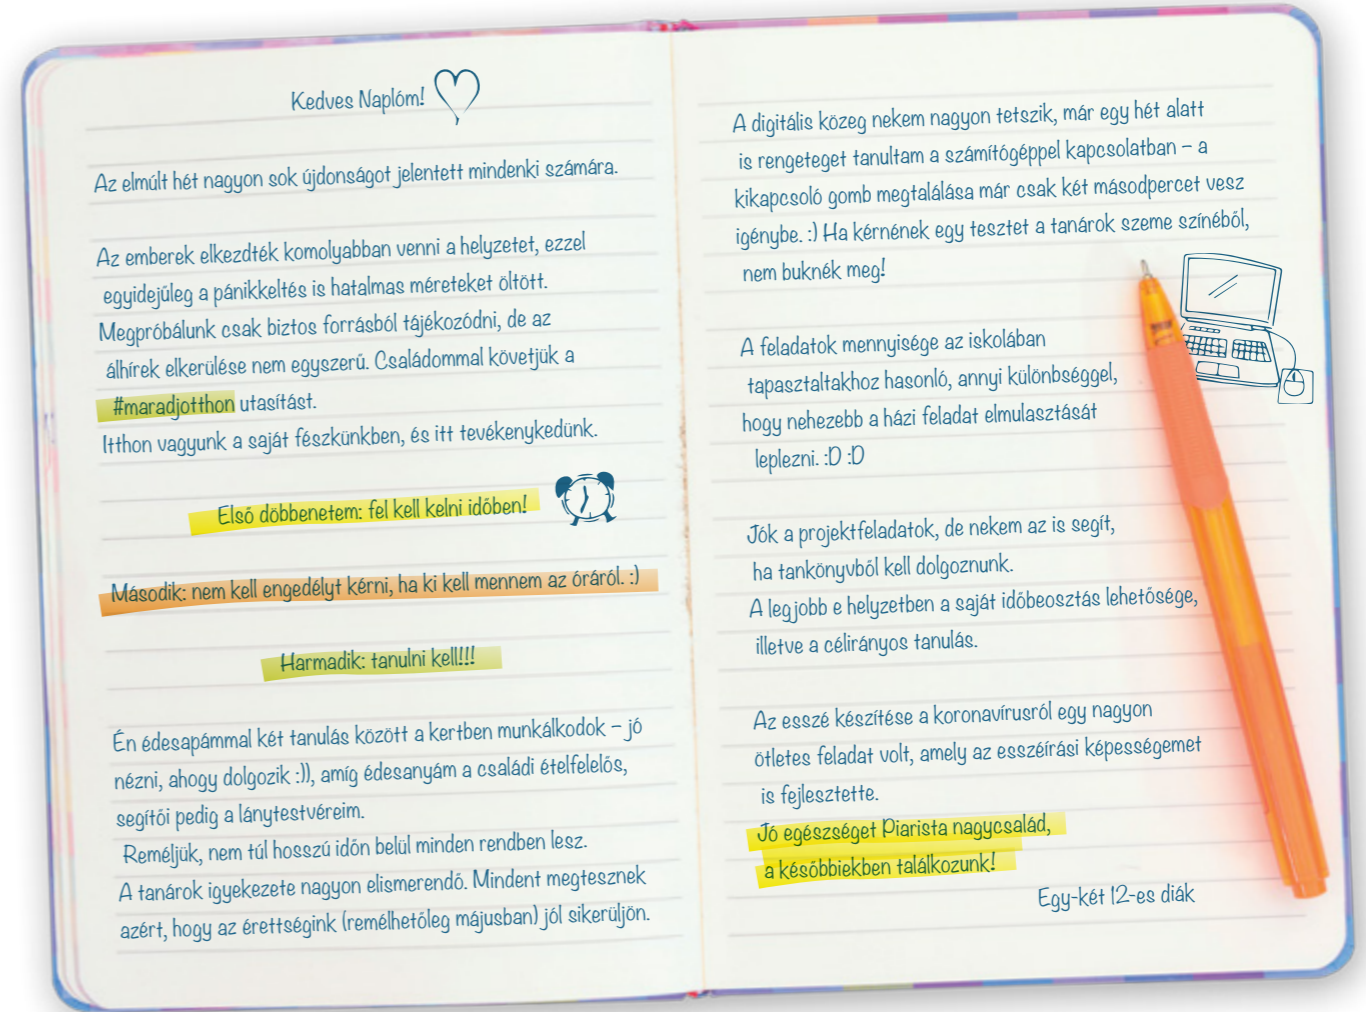 Kedves Naplóm!
Az elmúlt hét nagyon sok újdonságot jelentett mindenki számára.
Az emberek elkezdték komolyabban venni a helyzetet, ezzel
egyidejűleg a pánikkeltés is hatalmas méreteket öltött.
Megpróbálunk csak biztos forrásból tájékozódni, de az
álhírek elkerülése nem egyszerű. Családommal követjük a
#maradjotthon utasítást.
Itthon vagyunk a saját fészkünkben, és itt tevékenykedünk.
Első döbbenetem: fel kell kelni időben!
Második: nem kell engedélyt kérni, ha ki kell mennem az óráról. :)
Harmadik: tanulni kell!!!
Én édesapámmal két tanulás között a kertben munkálkodok – jó
nézni, ahogy dolgozik :)), amíg édesanyám a családi ételfelelős,
segítői pedig a lánytestvéreim.
Reméljük, nem túl hosszú időn belül minden rendben lesz.
A tanárok igyekezete nagyon elismerendő. Mindent megtesznek
azért, hogy az érettségink (remélhetőleg májusban) jól sikerüljön.
A digitális közeg nekem nagyon tetszik, már egy hét alatt
is rengeteget tanultam a számítógéppel kapcsolatban – a
kikapcsoló gomb megtalálása már csak két másodpercet vesz
igénybe. :) Ha kérnének egy tesztet a tanárok szeme színéből,
nem buknék meg!
A feladatok mennyisége az iskolában
tapasztaltakhoz hasonló, annyi különbséggel,
hogy nehezebb a házi feladat elmulasztását
leplezni. :D :D
Jók a projektfeladatok, de nekem az is segít,
ha tankönyvből kell dolgoznunk.
A legjobb e helyzetben a saját időbeosztás lehetősége,
illetve a célirányos tanulás.
Az esszé készítése a koronavírusról egy nagyon
ötletes feladat volt, amely az esszéírási képességemet
is fejlesztette.
Jó egészséget Piarista nagycsalád,
a későbbiekben találkozunk!
Egy-két 12-es diák